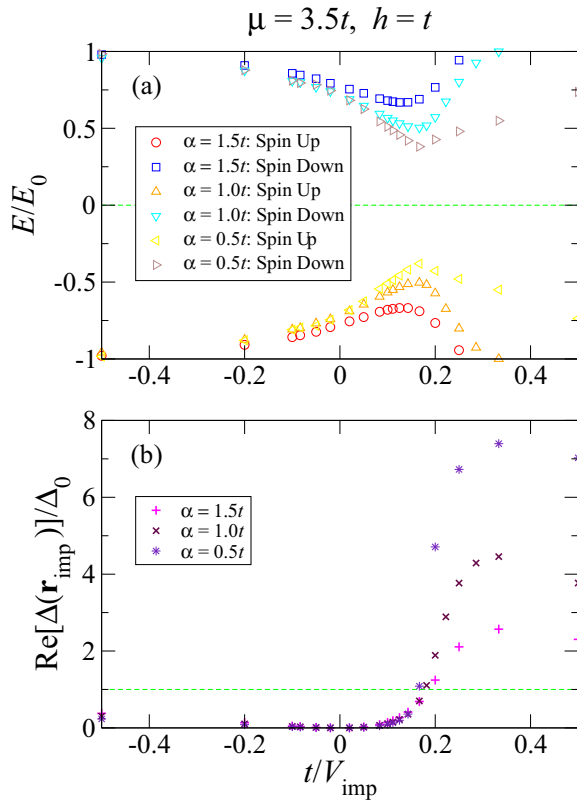 μ = 3.5t, h = t
(a)
1
0.5
0
-0.5
-1
E/E₀
α = 1.5t: Spin Up
α = 1.5t: Spin Down
α = 1.0t: Spin Up
α = 1.0t: Spin Down
α = 0.5t: Spin Up
α = 0.5t: Spin Down
-0.4 -0.2 0 0.2 0.4
(b)
8
6
4
2
0
Re[Δ(r_imp)]/Δ₀
α = 1.5t
α = 1.0t
α = 0.5t
-0.4 -0.2 0 0.2 0.4
t/V_imp